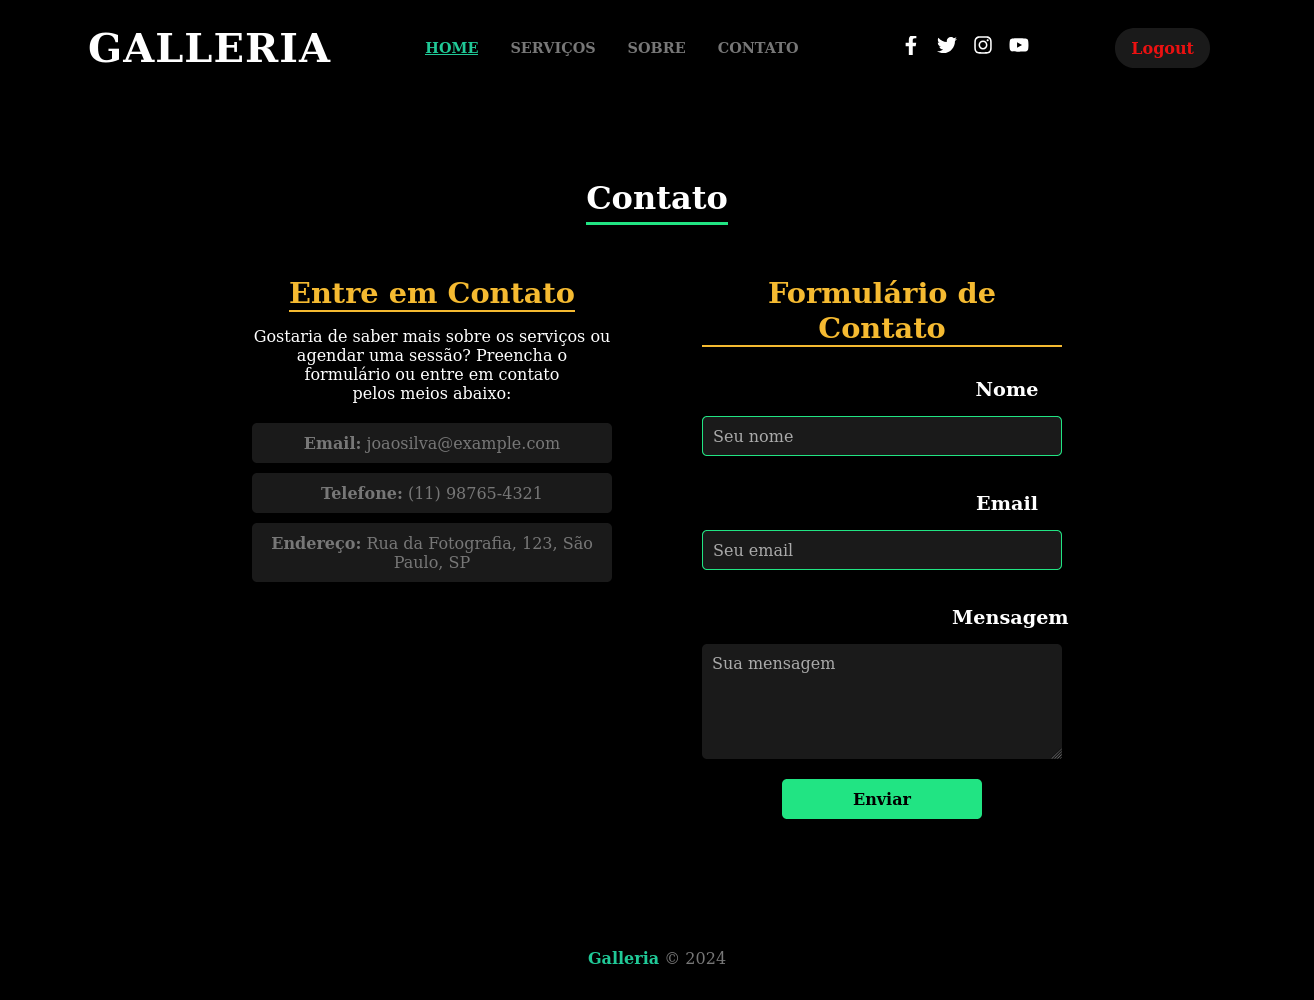 GALLERIA
HOME SERVIÇOS SOBRE CONTATO
Logout
Contato
Entre em Contato
Gostaria de saber mais sobre os serviços ou
agendar uma sessão? Preencha o
formulário ou entre em contato
pelos meios abaixo:
Email: joaosilva@example.com
Telefone: (11) 98765-4321
Endereço: Rua da Fotografia, 123, São
Paulo, SP
Formulário de
Contato
Nome
Seu nome
Email
Seu email
Mensagem
Sua mensagem
Enviar
Galleria © 2024